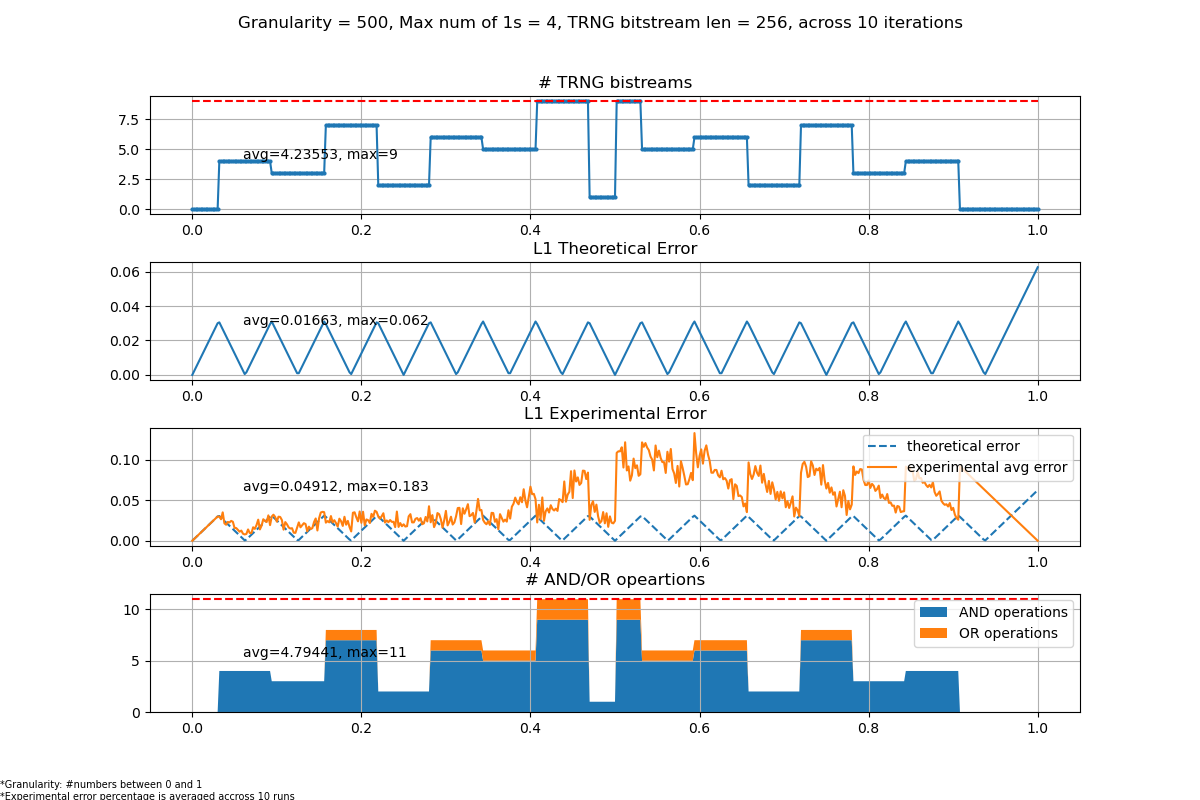 Granularity = 500, Max num of 1s = 4, TRNG bitstream len = 256, across 10 iterations
# TRNG bistreams
7.5
5.0
2.5
0.0
avg=4.23553, max=9
0.0 0.2 0.4 0.6 0.8 1.0
L1 Theoretical Error
0.06
0.04
0.02
0.00
avg=0.01663, max=0.062
0.0 0.2 0.4 0.6 0.8 1.0
L1 Experimental Error
0.10
0.05
0.00
avg=0.04912, max=0.183
theoretical error
experimental avg error
0.0 0.2 0.4 0.6 0.8 1.0
# AND/OR opeartions
10
5
0
avg=4.79441, max=11
AND operations
OR operations
0.0 0.2 0.4 0.6 0.8 1.0
*Granularity: #numbers between 0 and 1
*Experimental error percentage is averaged accross 10 runs